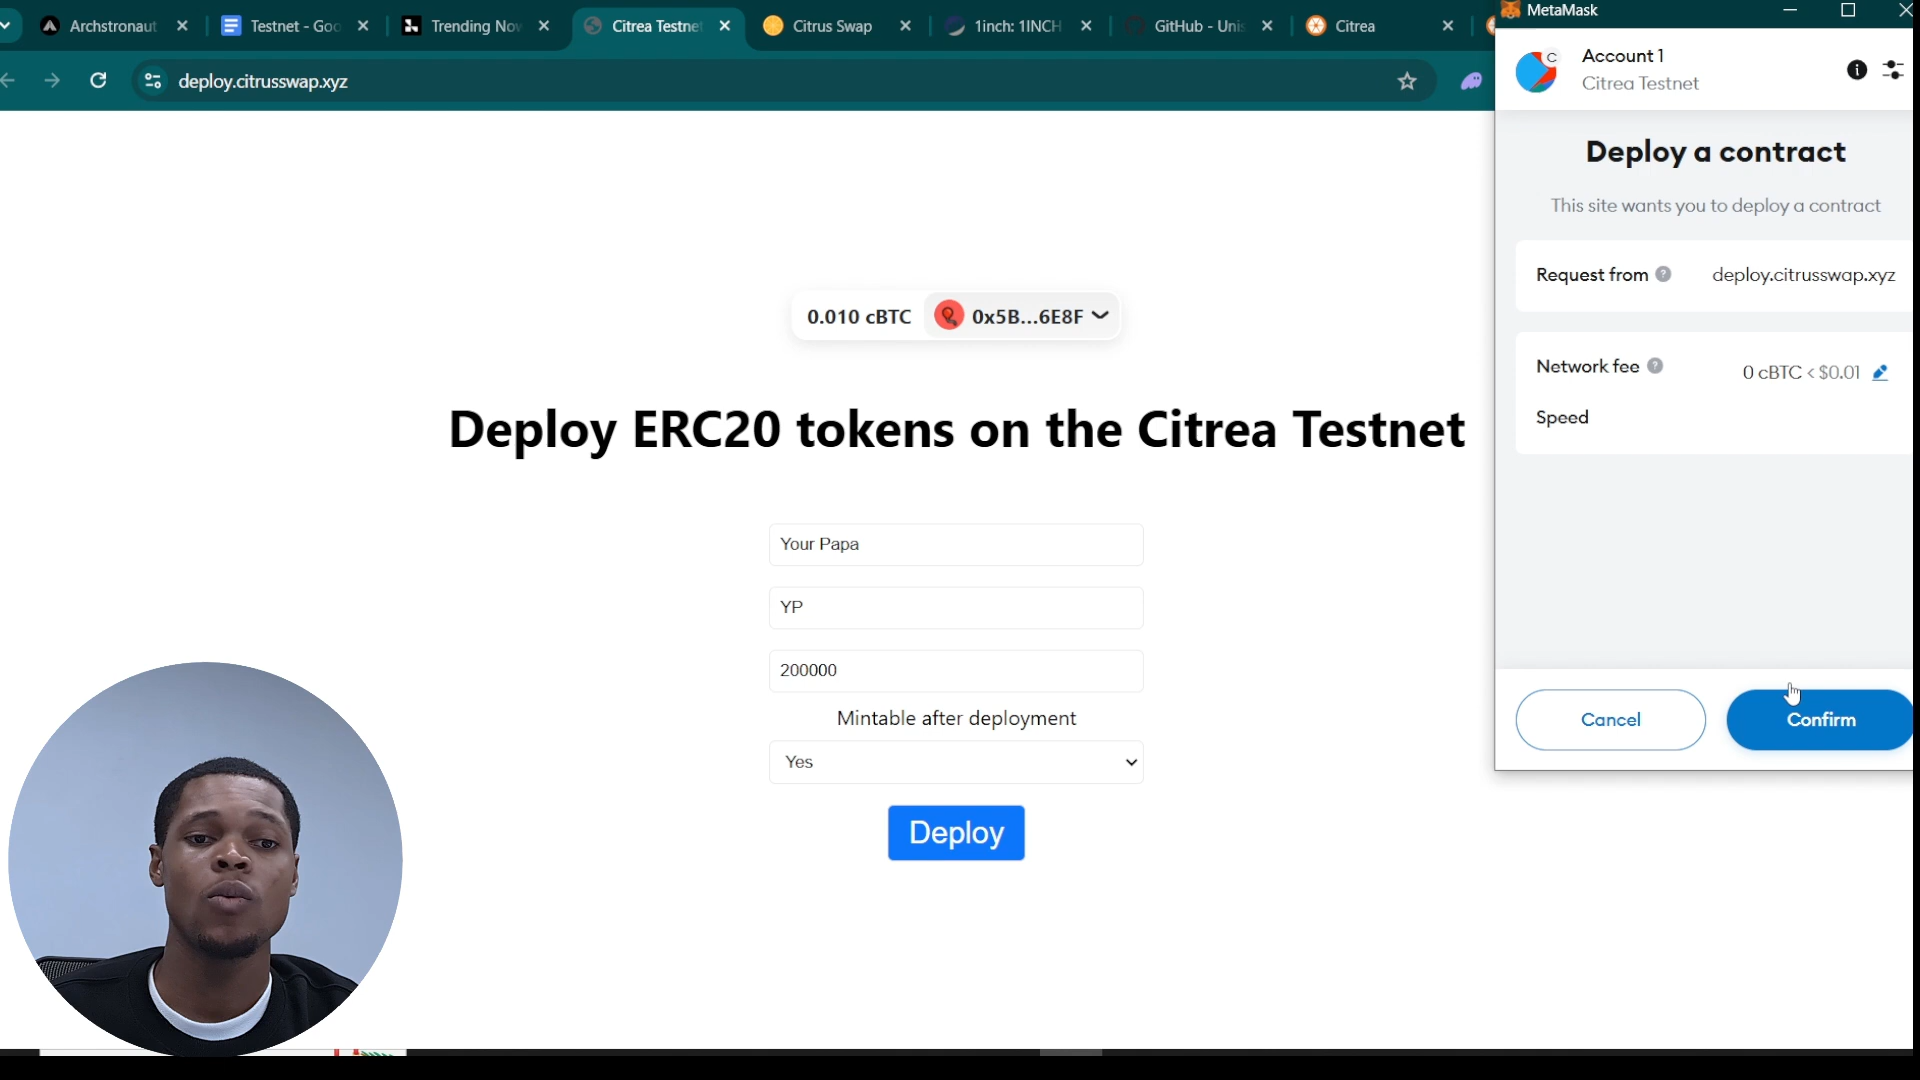 Archstronaut
Testnet - Goo
Trending Now
Citrea Testnet
Citrus Swap
1inch: 1INCH
GitHub - Unis
Citrea
MetaMask
deploy.citrusswap.xyz
C
Account 1
Citrea Testnet
Deploy a contract
This site wants you to deploy a contract
Request from ? deploy.citrusswap.xyz
Network fee ? 0 cBTC < $0.01
Speed
Cancel
Confirm
0.010 cBTC 0x5B...6E8F
Deploy ERC20 tokens on the Citrea Testnet
Your Papa
YP
200000
Mintable after deployment
Yes
Deploy